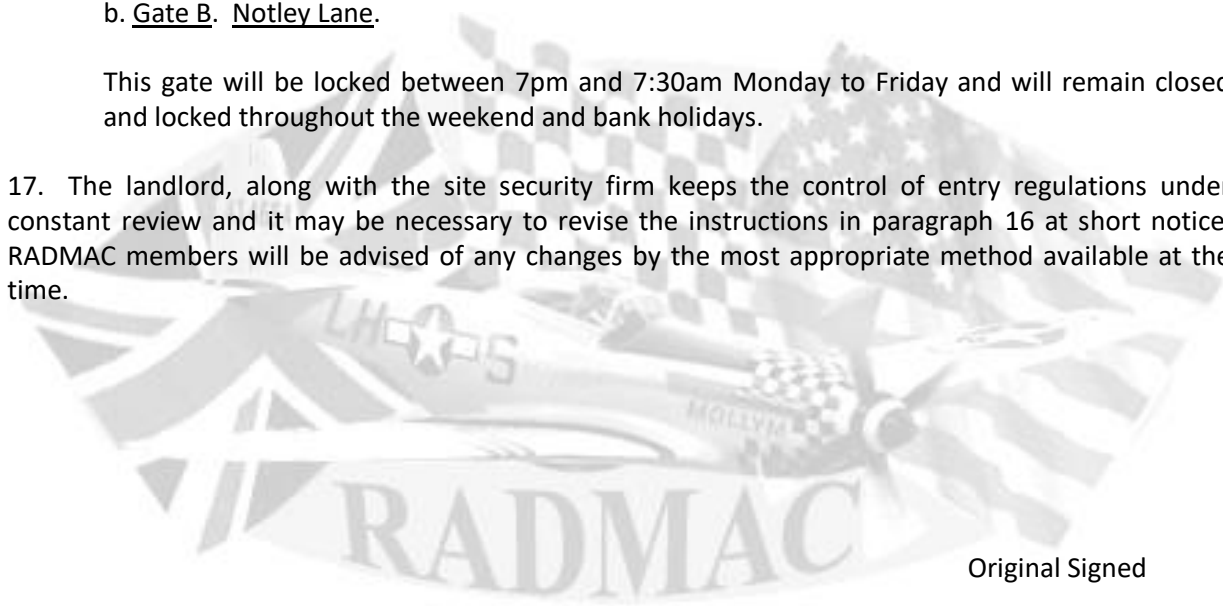 b. Gate B. Notley Lane.
This gate will be locked between 7pm and 7:30am Monday to Friday and will remain closed
and locked throughout the weekend and bank holidays.
17. The landlord, along with the site security firm keeps the control of entry regulations under
constant review and it may be necessary to revise the instructions in paragraph 16 at short notice
RADMAC members will be advised of any changes by the most appropriate method available at the
time.
LH S
MOLLYM
RADMAC
Original Signed